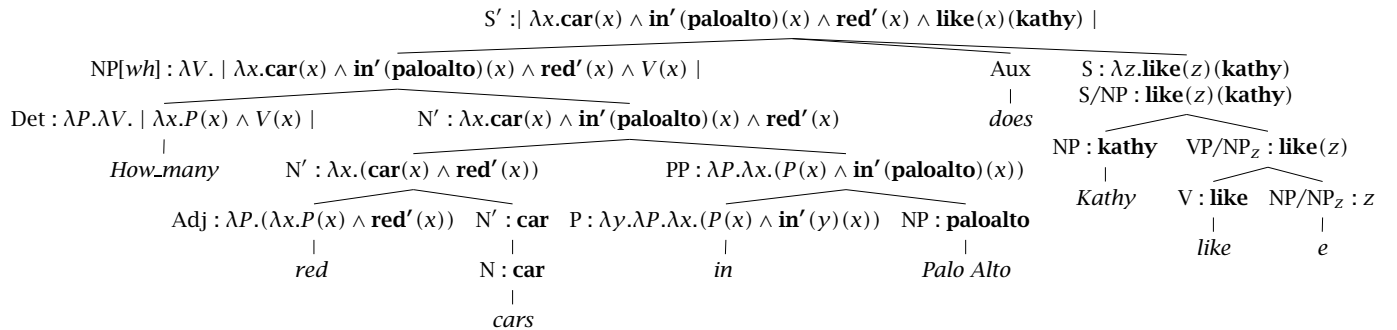 S′ :| λx.car(x) ∧ in′(paloalto)(x) ∧ red′(x) ∧ like(x)(kathy) |
NP[wh] : λV. | λx.car(x) ∧ in′(paloalto)(x) ∧ red′(x) ∧ V(x) | Aux S : λz.like(z)(kathy)
S/NP : like(z)(kathy)
Det : λP.λV. | λx.P(x) ∧ V(x) | N′ : λx.car(x) ∧ in′(paloalto)(x) ∧ red′(x) does
NP : kathy VP/NPz : like(z)
How_many N′ : λx.(car(x) ∧ red′(x)) PP : λP.λx.(P(x) ∧ in′(paloalto)(x))
Kathy V : like NP/NPz : z
Adj : λP.(λx.P(x) ∧ red′(x)) N′ : car P : λy.λP.λx.(P(x) ∧ in′(y)(x)) NP : paloalto
like e
red N : car in Palo Alto
cars